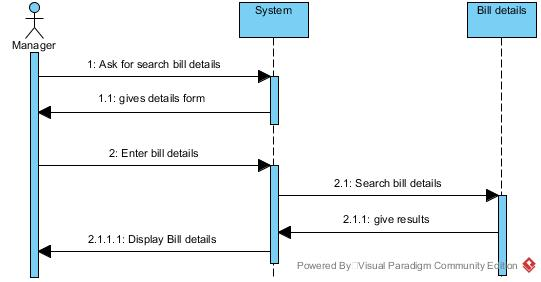 System
Bill details
Manager
1: Ask for search bill details
1.1: gives details form
2: Enter bill details
2.1: Search bill details
2.1.1: give results
2.1.1.1: Display Bill details
Powered By Visual Paradigm Community Edition